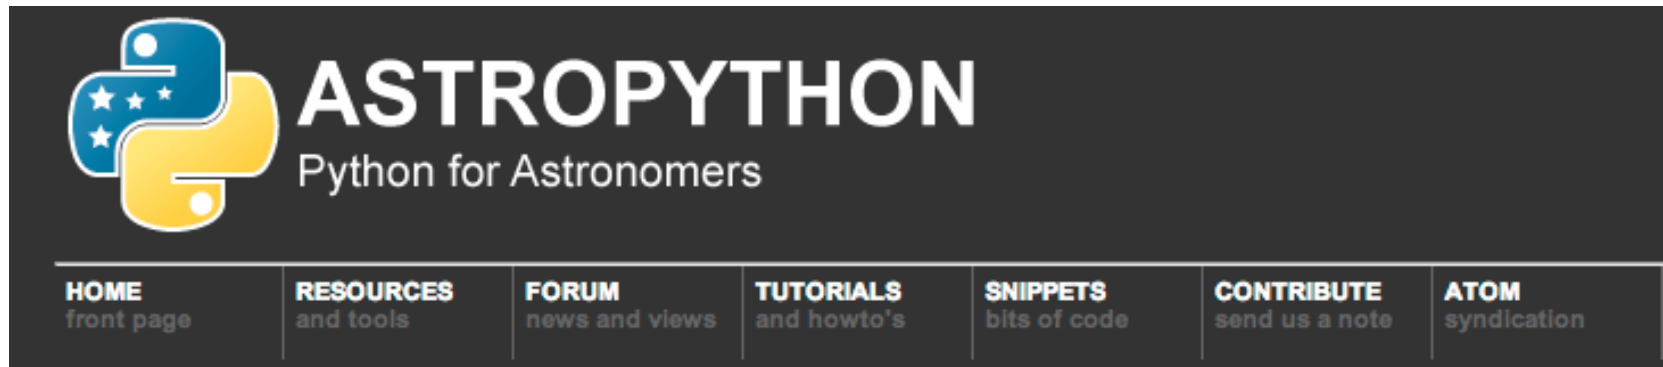 ASTROPYTHON
Python for Astronomers
HOME
front page
RESOURCES
and tools
FORUM
news and views
TUTORIALS
and howto's
SNIPPETS
bits of code
CONTRIBUTE
send us a note
ATOM
syndication